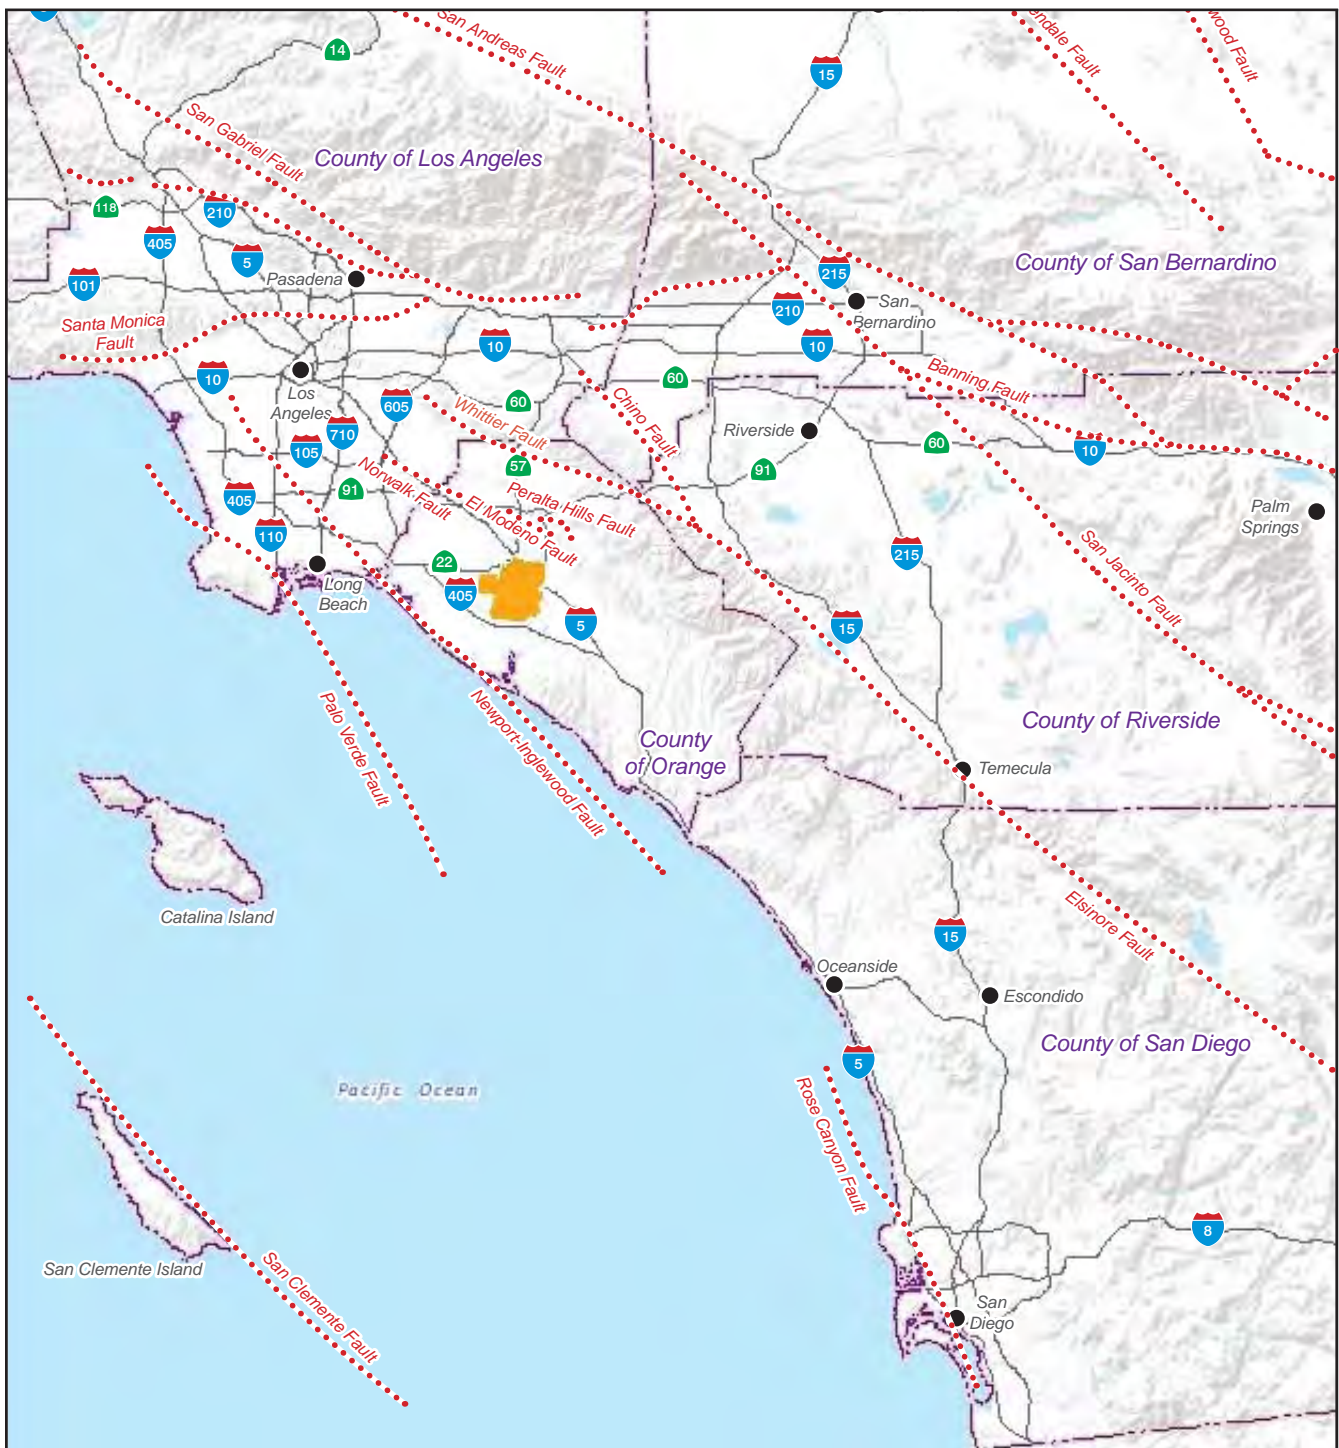 14
San Andreas Fault
15
endale Fault
wood Fault
San Gabriel Fault
County of Los Angeles
118
210
405
5
101
Pasadena
215
County of San Bernardino
210
San
Bernardino
Santa Monica
Fault
10
10
10
60
Banning Fault
Los
Angeles
605
60
Chino Fault
Whittier Fault
710
Riverside
105
57
60
10
91
Norwalk Fault
91
405
El Modeno Fault
Peralta Hills Fault
Palm
Springs
110
22
215
San Jacinto Fault
Long
Beach
405
5
15
Palo Verde Fault
Newport-Inglewood Fault
County
of Orange
County of Riverside
Temecula
Catalina Island
Elsinore Fault
15
Oceanside
Escondido
County of San Diego
5
Pacific Ocean
Rose Canyon Fault
8
San Clemente Island
San Clemente Fault
San
Diego